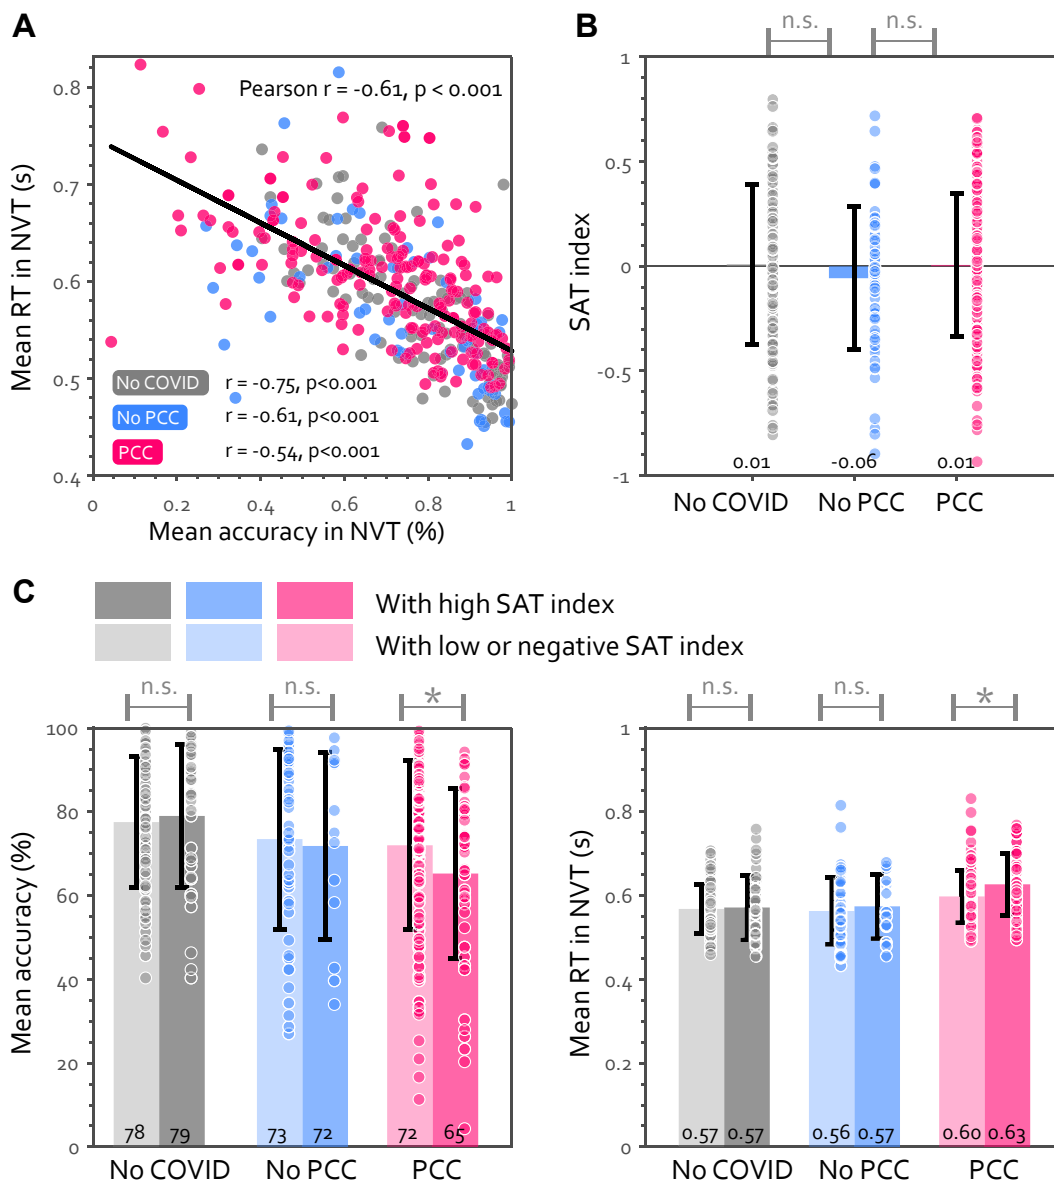 A
Pearson r = -0.61, p < 0.001
Mean RT in NVT (s)
0.8
0.7
0.6
0.5
0.4
No COVID r = -0.75, p<0.001
No PCC r = -0.61, p<0.001
PCC r = -0.54, p<0.001
0 0.2 0.4 0.6 0.8 1
Mean accuracy in NVT (%)
B
n.s. n.s.
SAT index
1
0.5
0
-0.5
-1
0.01 -0.06 0.01
No COVID No PCC PCC
C
With high SAT index
With low or negative SAT index
n.s. n.s. *
Mean accuracy (%)
100
80
60
40
20
0
78 79 73 72 72 65
No COVID No PCC PCC
n.s. n.s. *
Mean RT in NVT (s)
1
0.8
0.6
0.4
0.2
0
0.57 0.57 0.56 0.57 0.60 0.63
No COVID No PCC PCC